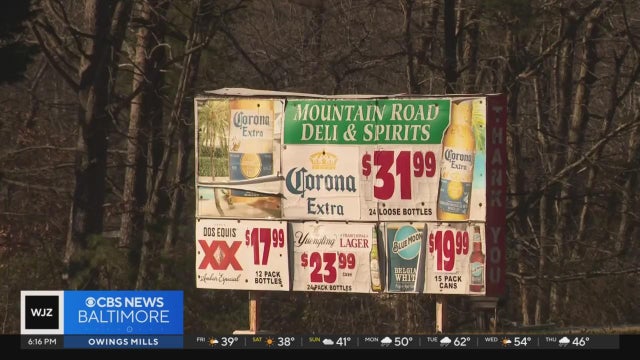 MOUNTAIN ROAD
DELI & SPIRITS
Corona
Extra
Corona
Extra
$31.99
24 LOOSE BOTTLES
Corona
Extra
THANK YOU
DOS EQUIS
XX
Ambar Especial
$17.99
12 PACK
BOTTLES
Yuengling
TRADITIONAL
LAGER
$23.99
CASE
24 PACK BOTTLES
BLUE MOON
BELGIAN
WHITE
$19.99
15 PACK
CANS
WJZ
CBS NEWS
BALTIMORE
6:16 PM
OWINGS MILLS
FRI 39° SAT 38° SUN 41° MON 50° TUE 62° WED 54° THU 46°